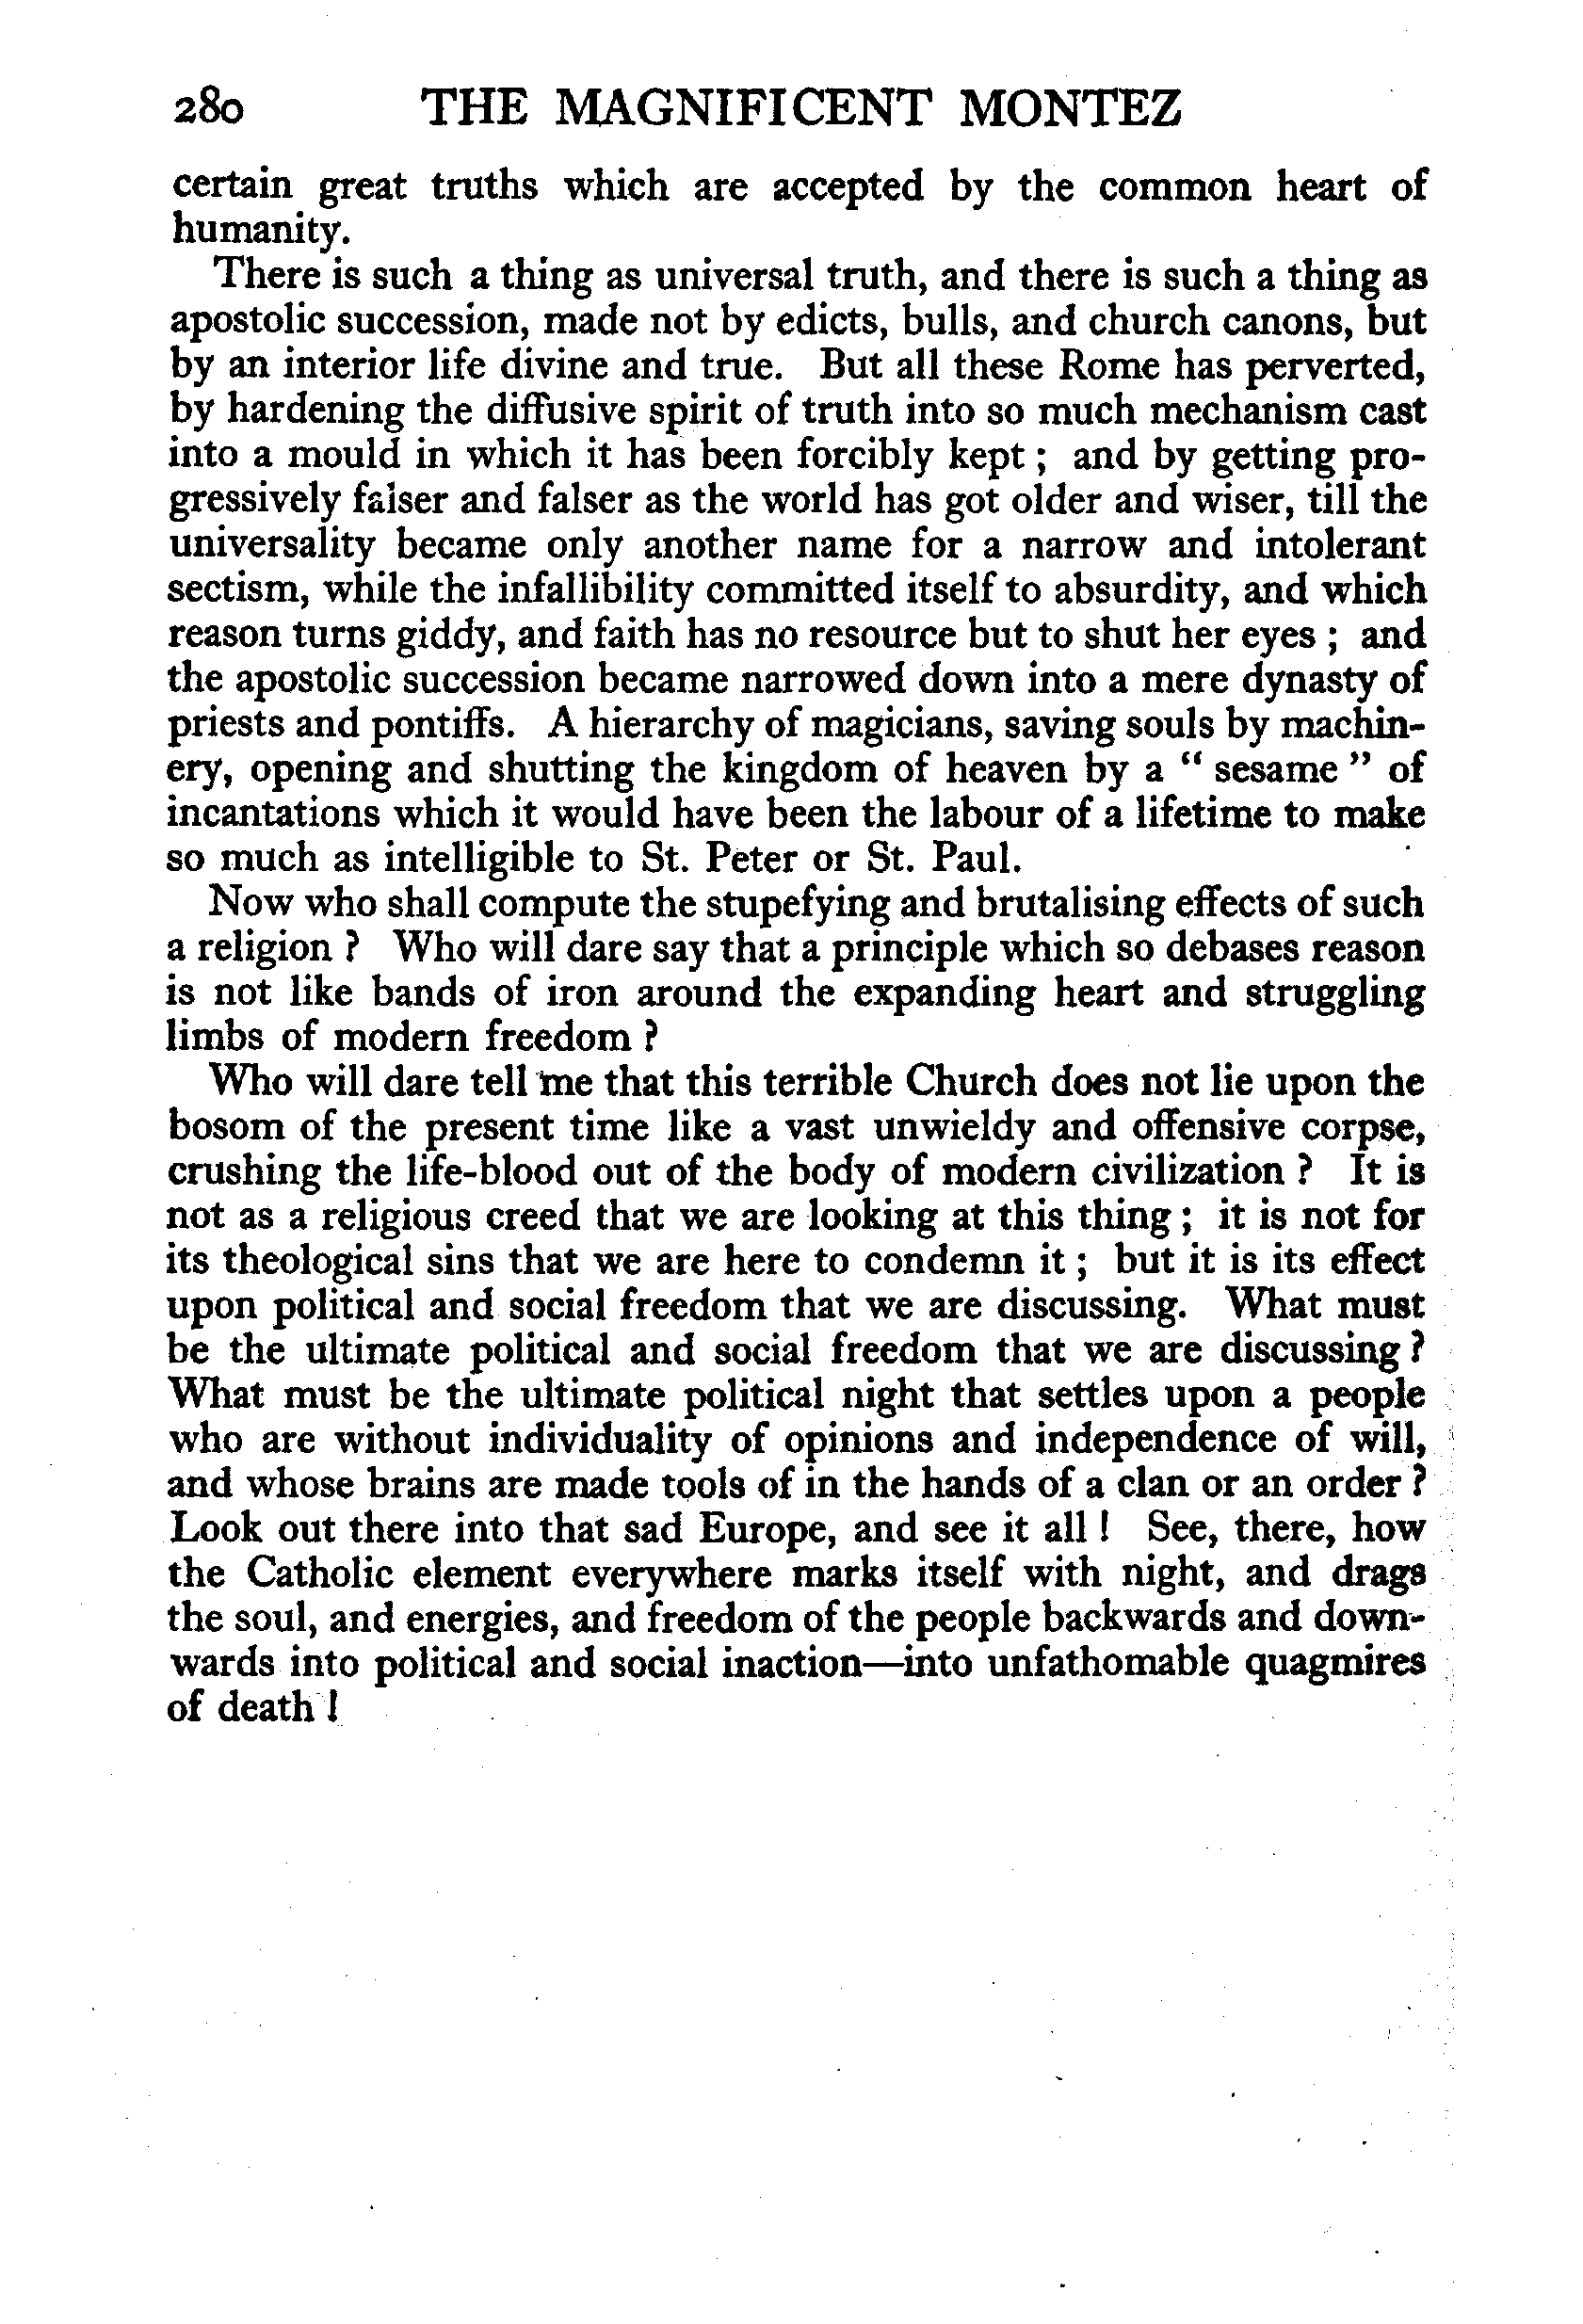 280 THE MAGNIFICENT MONTEZ
certain great truths which are accepted by the common heart of
humanity.
There is such a thing as universal truth, and there is such a thing as
apostolic succession, made not by edicts, bulls, and church canons, but
by an interior life divine and true. But all these Rome has perverted,
by hardening the diffusive spirit of truth into so much mechanism cast
into a mould in which it has been forcibly kept ; and by getting pro-
gressively falser and falser as the world has got older and wiser, till the
universality became only another name for a narrow and intolerant
sectism, while the infallibility committed itself to absurdity, and which
reason turns giddy, and faith has no resource but to shut her eyes ; and
the apostolic succession became narrowed down into a mere dynasty of
priests and pontiffs. A hierarchy of magicians, saving souls by machin-
ery, opening and shutting the kingdom of heaven by a “ sesame ” of
incantations which it would have been the labour of a lifetime to make
so much as intelligible to St. Peter or St. Paul.
Now who shall compute the stupefying and brutalising effects of such
a religion ? Who will dare say that a principle which so debases reason
is not like bands of iron around the expanding heart and struggling
limbs of modern freedom ?
Who will dare tell me that this terrible Church does not lie upon the
bosom of the present time like a vast unwieldy and offensive corpse,
crushing the life-blood out of the body of modern civilization ? It is
not as a religious creed that we are looking at this thing ; it is not for
its theological sins that we are here to condemn it ; but it is its effect
upon political and social freedom that we are discussing. What must
be the ultimate political and social freedom that we are discussing ?
What must be the ultimate political night that settles upon a people
who are without individuality of opinions and independence of will,
and whose brains are made tools of in the hands of a clan or an order ?
Look out there into that sad Europe, and see it all ! See, there, how
the Catholic element everywhere marks itself with night, and drags
the soul, and energies, and freedom of the people backwards and down-
wards into political and social inaction—into unfathomable quagmires
of death !